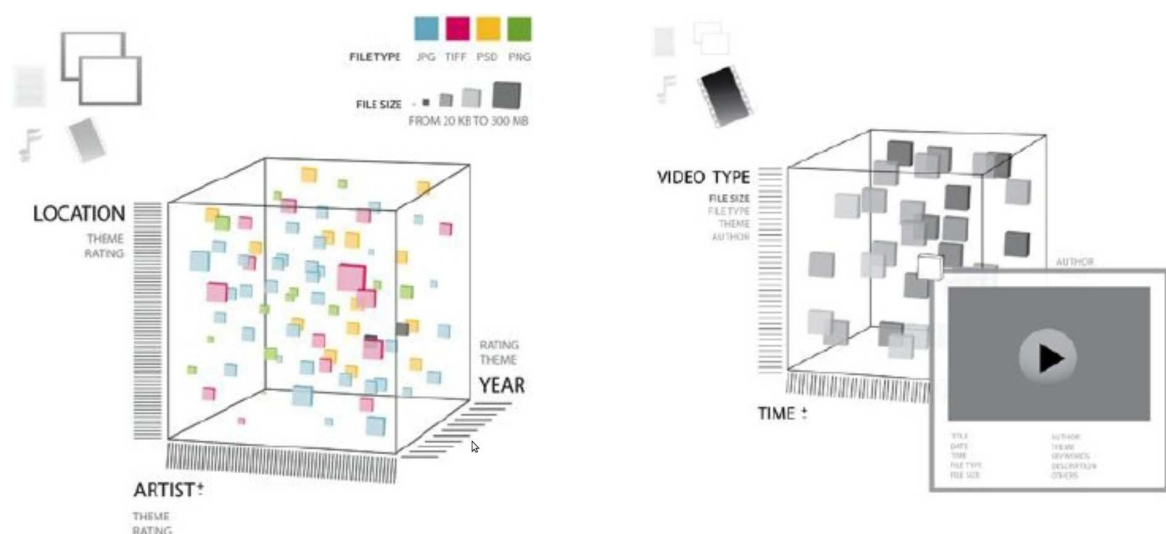 FILETYPE JPG TIFF PSD PNG
FILE SIZE
FROM 20 KB TO 300 MB
LOCATION
THEME
RATING
RATING
THEME
YEAR
ARTIST±
THEME
RATING
VIDEO TYPE
FILE SIZE
FILE TYPE
THEME
AUTHOR
AUTHOR
TIME ±
TITLE
DATE
TIME
FILE TYPE
FILE SIZE
AUTHOR
THEME
KEYWORDS
DESCRIPTION
OTHERS